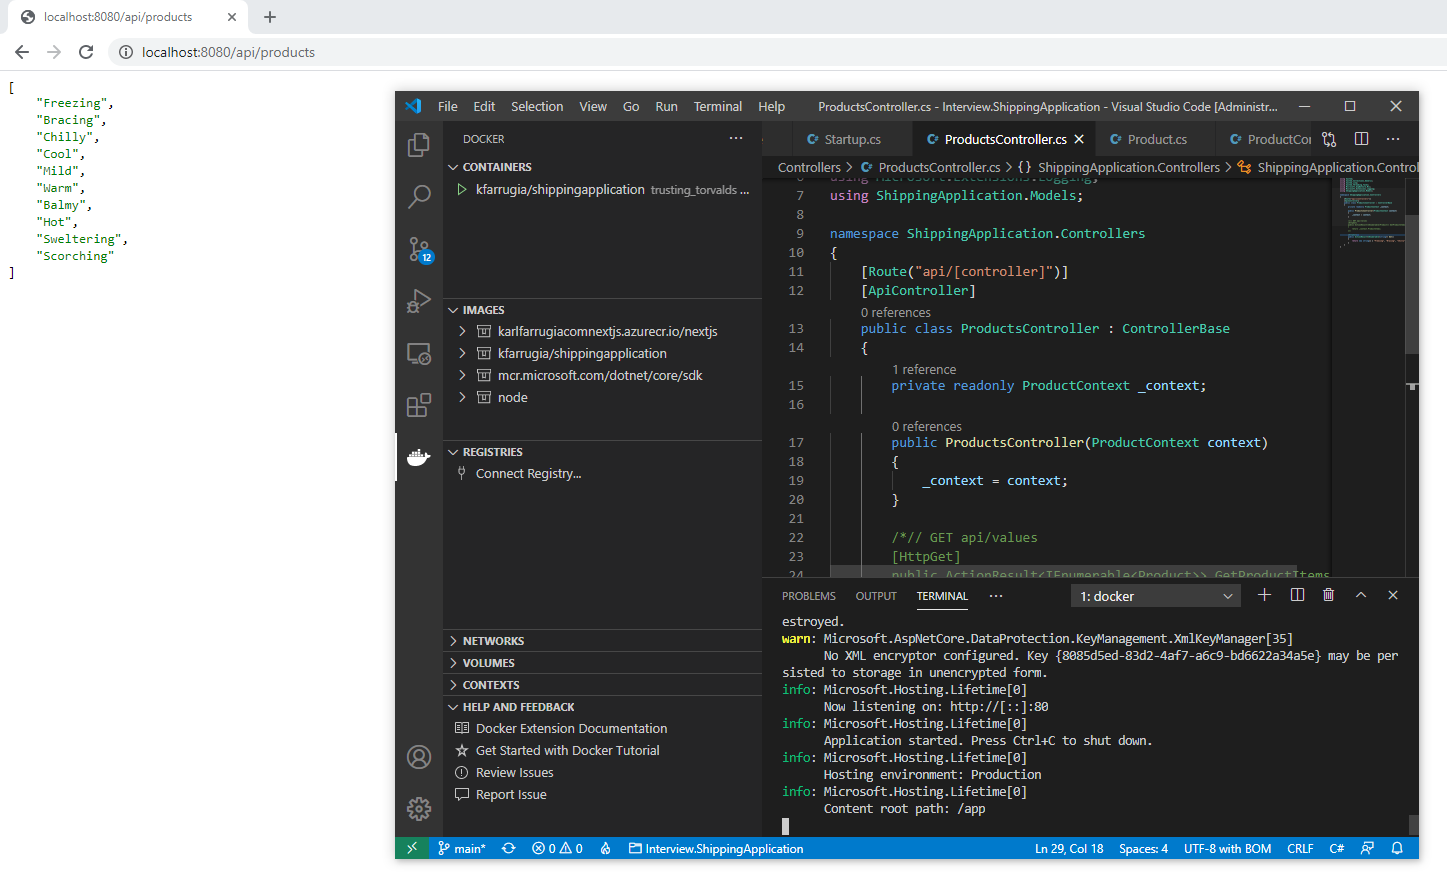 localhost:8080/api/products
localhost:8080/api/products
[
"Freezing",
"Bracing",
"Chilly",
"Cool",
"Mild",
"Warm",
"Balmy",
"Hot",
"Sweltering",
"Scorching"
]
File Edit Selection View Go Run Terminal Help ProductsController.cs - Interview.ShippingApplication - Visual Studio Code [Administr...
DOCKER
CONTAINERS
kfarrugia/shippingapplication trusting_torvalds ...
12
IMAGES
karlfarrugiacomnextjs.azurecr.io/nextjs
kfarrugia/shippingapplication
mcr.microsoft.com/dotnet/core/sdk
node
REGISTRIES
Connect Registry...
NETWORKS
VOLUMES
CONTEXTS
HELP AND FEEDBACK
Docker Extension Documentation
Get Started with Docker Tutorial
Review Issues
Report Issue
C# Startup.cs C# ProductsController.cs C# Product.cs C# ProductCo
Controllers > C# ProductsController.cs > {} ShippingApplication.Controllers > ShippingApplication.Control
6 using Microsoft.Extensions.Logging;
7 using ShippingApplication.Models;
8
9 namespace ShippingApplication.Controllers
10 {
11 [Route("api/[controller]")]
12 [ApiController]
0 references
13 public class ProductsController : ControllerBase
14 {
1 reference
15 private readonly ProductContext _context;
16
0 references
17 public ProductsController(ProductContext context)
18 {
19 _context = context;
20 }
21
22 /*// GET api/values
23 [HttpGet]
24 public ActionResult<IEnumerable<Product>> GetProductItems
PROBLEMS OUTPUT TERMINAL ... 1: docker
estroyed.
warn: Microsoft.AspNetCore.DataProtection.KeyManagement.XmlKeyManager[35]
No XML encryptor configured. Key {8085d5ed-83d2-4af7-a6c9-bd6622a34a5e} may be per
sisted to storage in unencrypted form.
info: Microsoft.Hosting.Lifetime[0]
Now listening on: http://[::]:80
info: Microsoft.Hosting.Lifetime[0]
Application started. Press Ctrl+C to shut down.
info: Microsoft.Hosting.Lifetime[0]
Hosting environment: Production
info: Microsoft.Hosting.Lifetime[0]
Content root path: /app
main* 0 0 Interview.ShippingApplication Ln 29, Col 18 Spaces: 4 UTF-8 with BOM CRLF C#